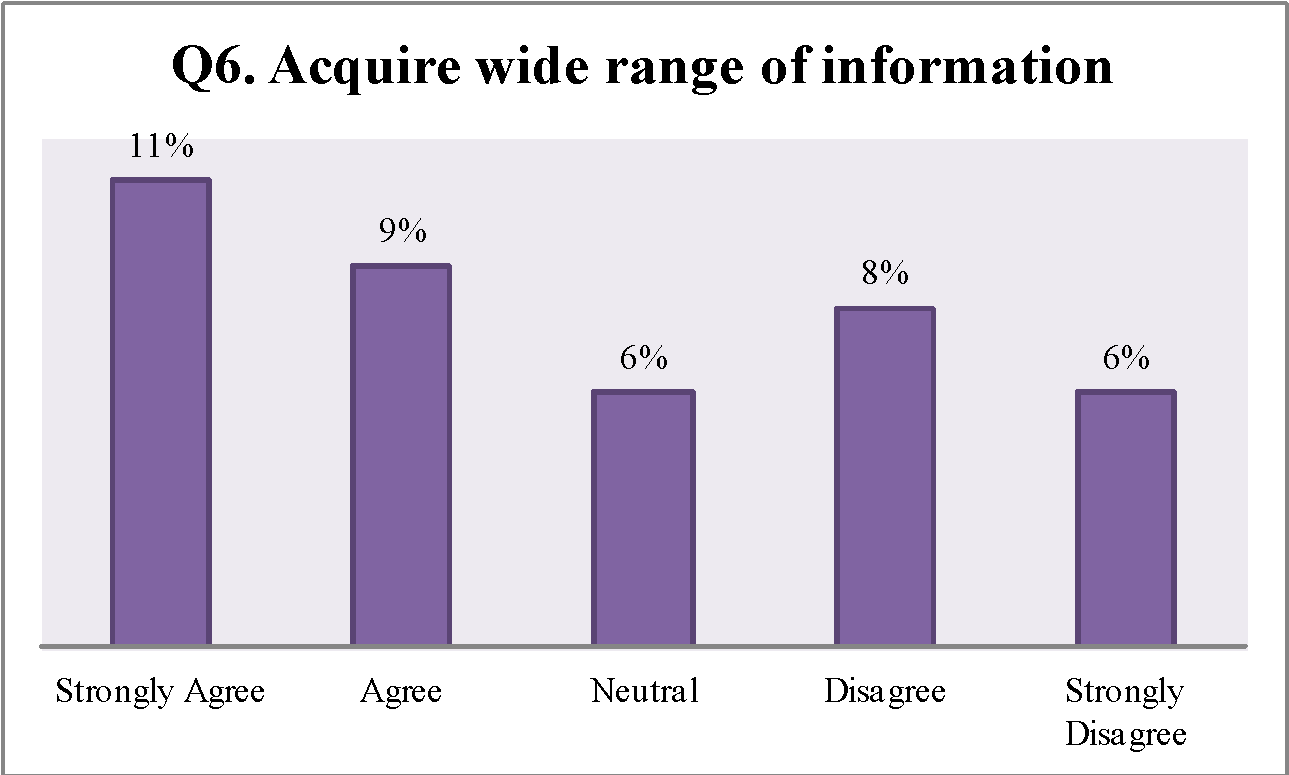 Q6. Acquire wide range of information
11%
9%
6%
8%
6%
Strongly Agree
Agree
Neutral
Disagree
Strongly
Disagree